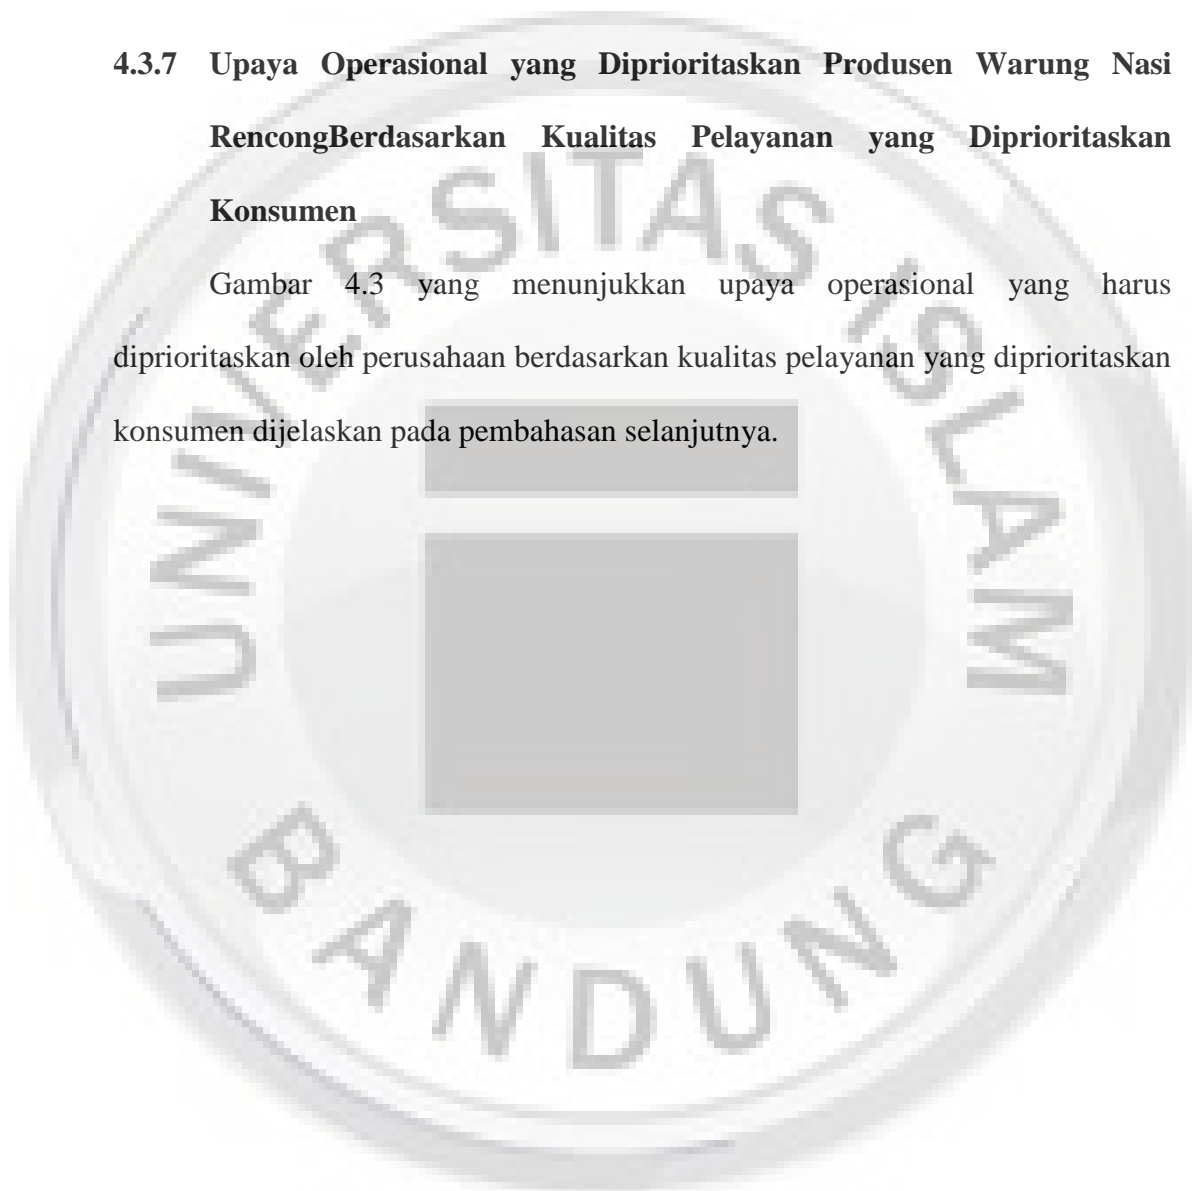 4.3.7 Upaya Operasional yang Diprioritaskan Produsen Warung Nasi
RencongBerdasarkan Kualitas Pelayanan yang Diprioritaskan
Konsumen
Gambar 4.3 yang menunjukkan upaya operasional yang harus
diprioritaskan oleh perusahaan berdasarkan kualitas pelayanan yang diprioritaskan
konsumen dijelaskan pada pembahasan selanjutnya.
UNIVERSITAS ISLAM
BANDUNG